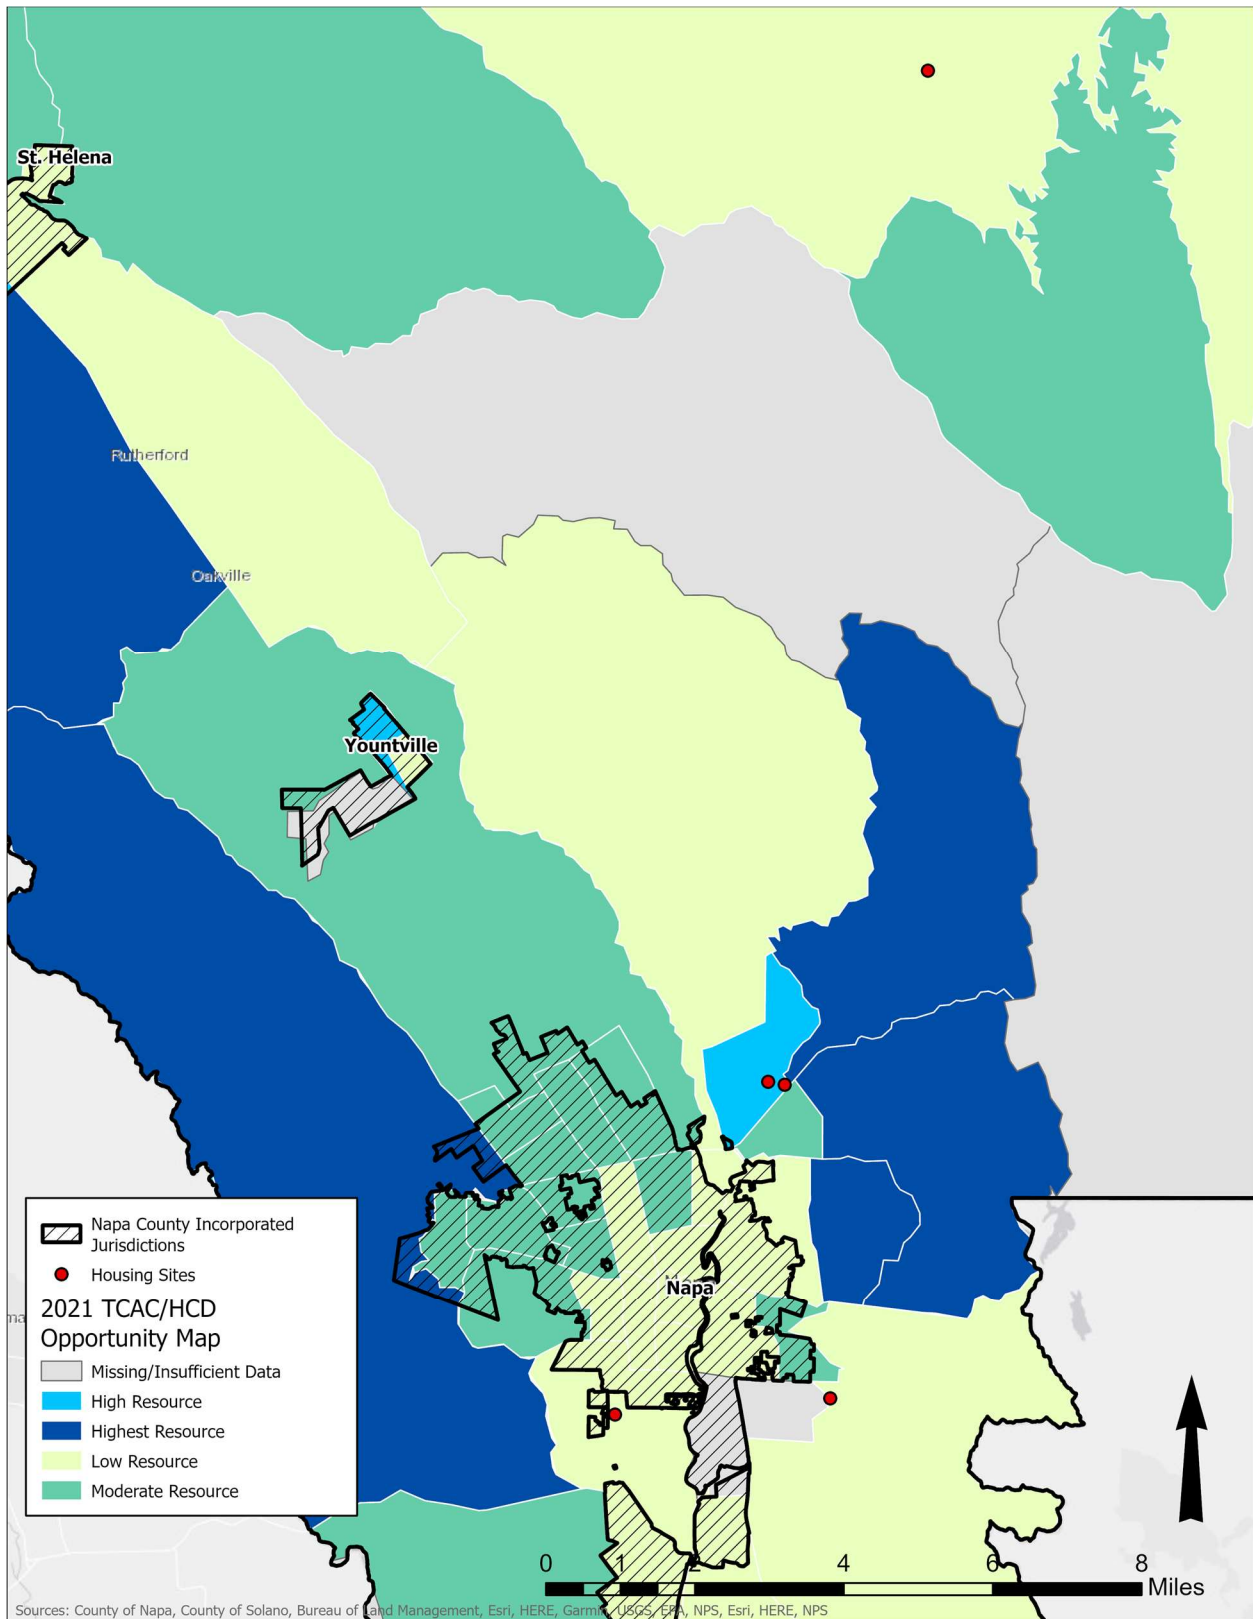 St. Helena
Rutherford
Oakville
Yountville
Napa
Napa County Incorporated
Jurisdictions
Housing Sites
2021 TCAC/HCD
Opportunity Map
Missing/Insufficient Data
High Resource
Highest Resource
Low Resource
Moderate Resource
ma
0 1 2 4 6 8
Miles
Sources: County of Napa, County of Solano, Bureau of Land Management, Esri, HERE, Garmin, USGS, EPA, NPS, Esri, HERE, NPS